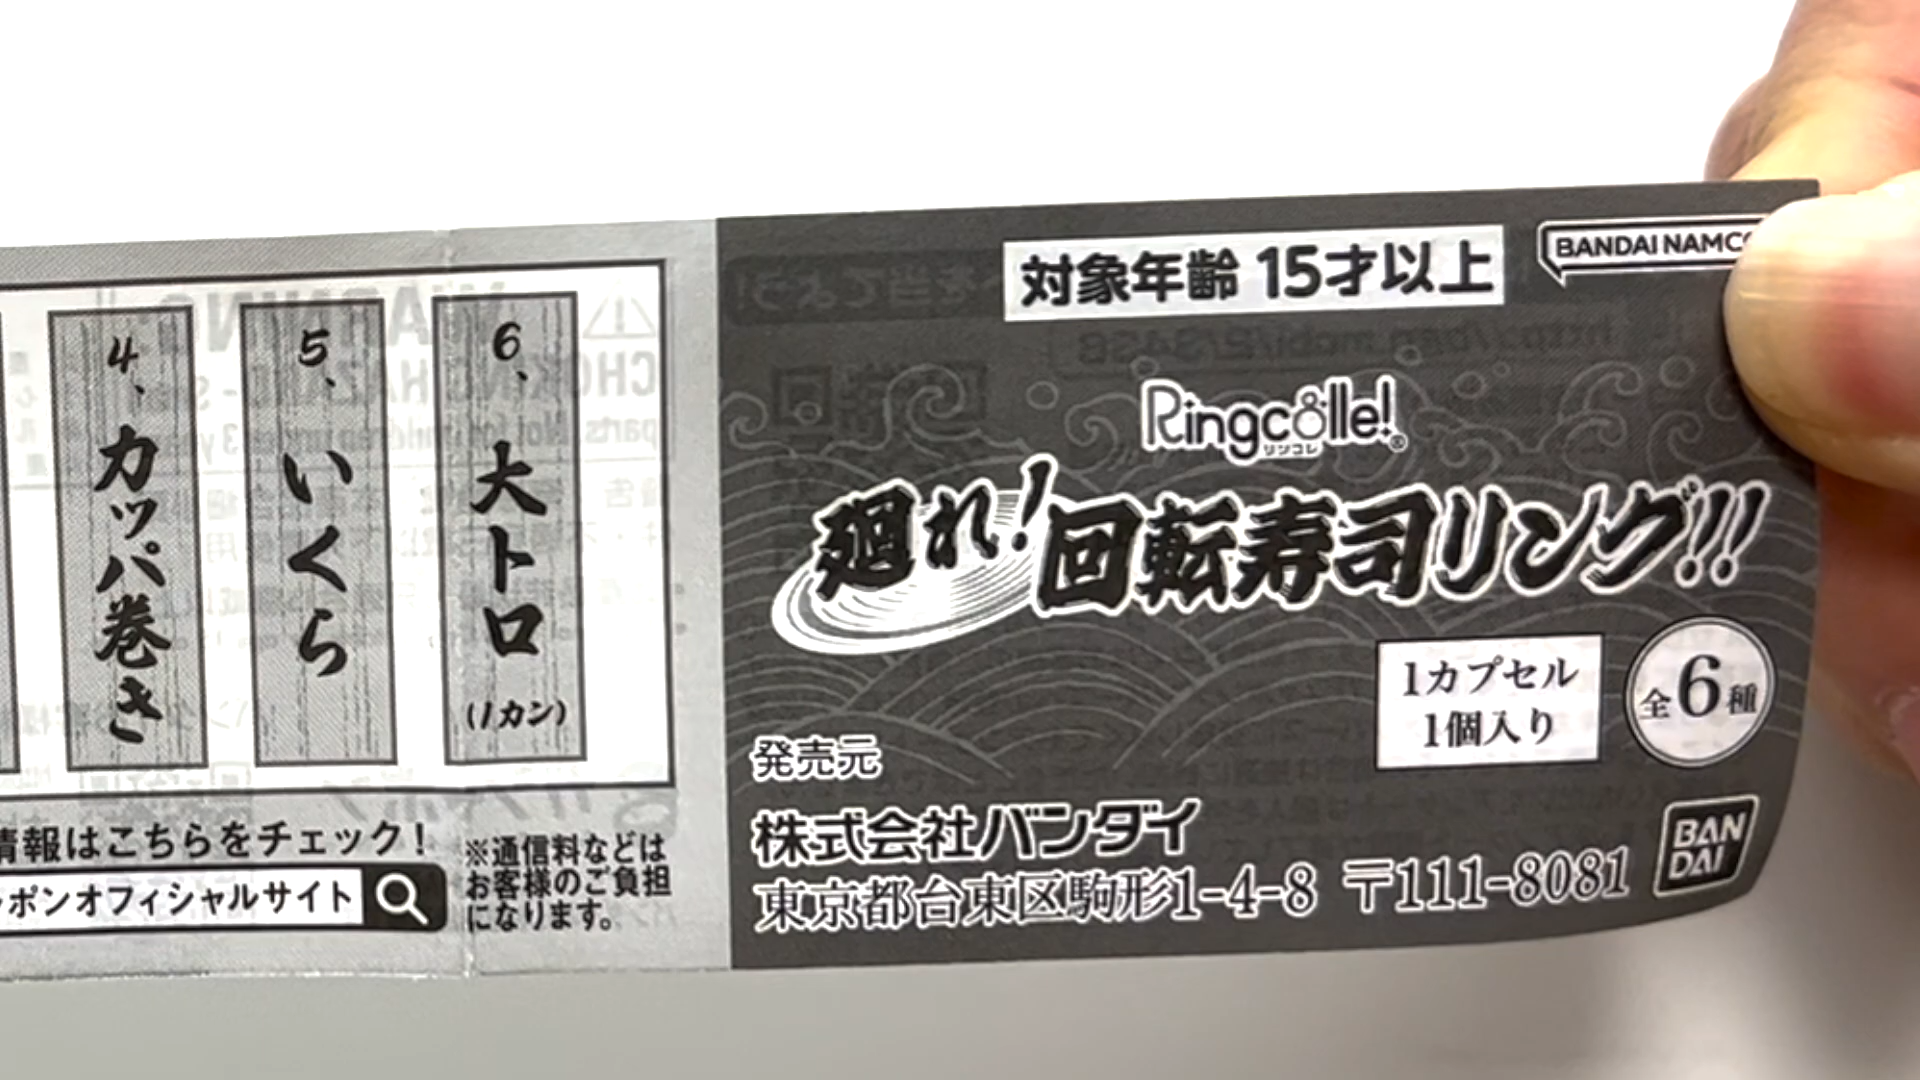 4、カッパ巻き
5、いくら
6、大トロ
(1カン)
情報はこちらをチェック!
ポンオフィシャルサイト
※通信料などは
お客様のご負担
になります。
対象年齢 15才以上
BANDAI NAMCO
Ringcolle!
リンコレ
廻れ!回転寿司リング!!
1カプセル
1個入り
全6種
発売元
株式会社バンダイ
東京都台東区駒形1-4-8 〒111-8081
BAN
DAI